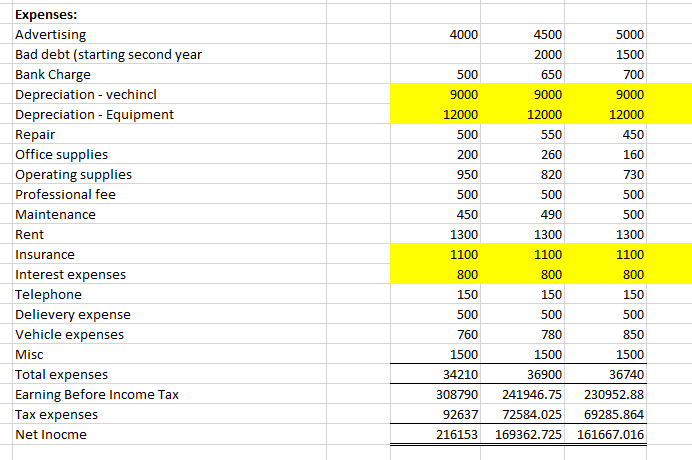 Expenses:
Advertising 4000 4500 5000
Bad debt (starting second year 2000 1500
Bank Charge 500 650 700
Depreciation - vechincl 9000 9000 9000
Depreciation - Equipment 12000 12000 12000
Repair 500 550 450
Office supplies 200 260 160
Operating supplies 950 820 730
Professional fee 500 500 500
Maintenance 450 490 500
Rent 1300 1300 1300
Insurance 1100 1100 1100
Interest expenses 800 800 800
Telephone 150 150 150
Delievery expense 500 500 500
Vehicle expenses 760 780 850
Misc 1500 1500 1500
Total expenses 34210 36900 36740
Earning Before Income Tax 308790 241946.75 230952.88
Tax expenses 92637 72584.025 69285.864
Net Inocme 216153 169362.725 161667.016